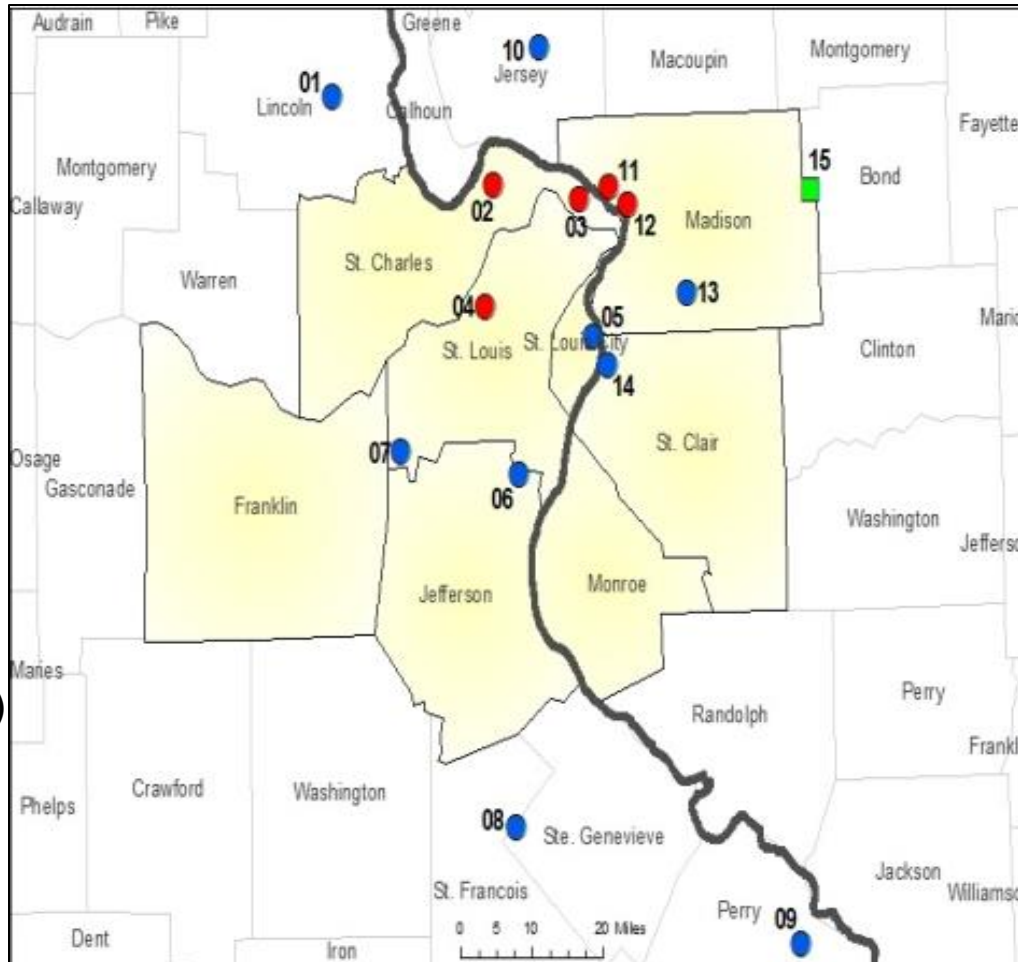 Audrain
Pike
Greene
10
Jersey
Macoupin
Montgomery
01
Lincoln
Calhoun
Fayette
Montgomery
11
15
Bond
Callaway
02
03
12
Madison
St. Charles
Warren
13
04
05
St. Louis
St. Louis City
Clinton
14
St. Clair
07
Osage
Gasconade
06
Franklin
Washington
Jefferso
Jefferson
Monroe
Maries
Randolph
Perry
Frankl
Crawford
Washington
Phelps
08
Ste. Genevieve
Jackson
St. Francois
Williamso
Perry
09
0 5 10 20 Miles
Dent
Iron